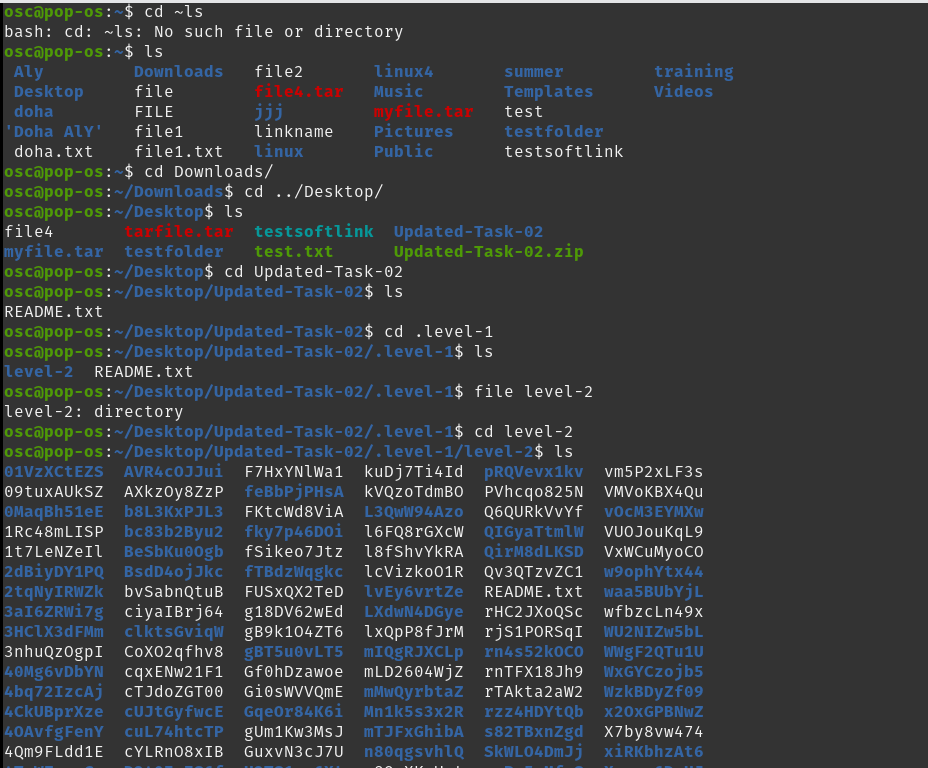 osc@pop-os:~$ cd ~ls
bash: cd: ~ls: No such file or directory
osc@pop-os:~$ ls
Aly Downloads file2 linux4 summer training
Desktop file file4.tar Music Templates Videos
doha FILE jjj myfile.tar test
'Doha AlY' file1 linkname Pictures testfolder
doha.txt file1.txt linux Public testsoftlink
osc@pop-os:~$ cd Downloads/
osc@pop-os:~/Downloads$ cd ../Desktop/
osc@pop-os:~/Desktop$ ls
file4 tarfile.tar testsoftlink Updated-Task-02
myfile.tar testfolder test.txt Updated-Task-02.zip
osc@pop-os:~/Desktop$ cd Updated-Task-02
osc@pop-os:~/Desktop/Updated-Task-02$ ls
README.txt
osc@pop-os:~/Desktop/Updated-Task-02$ cd .level-1
osc@pop-os:~/Desktop/Updated-Task-02/.level-1$ ls
level-2 README.txt
osc@pop-os:~/Desktop/Updated-Task-02/.level-1$ file level-2
level-2: directory
osc@pop-os:~/Desktop/Updated-Task-02/.level-1$ cd level-2
osc@pop-os:~/Desktop/Updated-Task-02/.level-1/level-2$ ls
01VzXCtEZS AVR4cOJJui F7HxYNlWa1 kuDj7Ti4Id pRQVevx1kv vm5P2xLF3s
09tuxAUkSZ AXkzOy8ZzP feBbPjPHsA kVQzoTdmBO PVhcqo825N VMVoKBX4Qu
0MaqBh51eE b8L3KxPJL3 FKtcWd8ViA L3QwW94Azo Q6QURkVvYf vOcM3EYMXw
1Rc48mLISP bc83b2Byu2 fky7p46DOi l6FQ8rGXcW QIGyaTtmlW VUOJouKqL9
1t7LeNZeIl BeSbKu0Ogb fSikeo7Jtz l8fShvYkRA QirM8dLKSD VxWCuMyoCO
2dBiyDY1PQ BsdD4ojJkc fTBdzWqgkc lcVizkoO1R Qv3QTzvZC1 w9ophYtx44
2tqNyIRWZk bvSabnQtuB FUSxQX2TeD lvEy6vrtZe README.txt waa5BUbYjL
3aI6ZRWi7g ciyaIBrj64 g18DV62wEd LXdwN4DGye rHC2JXoQSc wfbzcLn49x
3HClX3dFMm clktsGviqW gB9k1O4ZT6 lxQpP8fJrM rjS1PORSqI WU2NIZw5bL
3nhuQzOgpI CoXO2qfhv8 gBT5u0vLT5 mIQgRJXCLp rn4s52kOCO WWgF2QTu1U
40Mg6vDbYN cqxENw21F1 Gf0hDzawoe mLD2604WjZ rnTFX18Jh9 WxGYCzojb5
4bq72IzcAj cTJdoZGT00 Gi0sWVVQmE mMwQyrbtaZ rTAkta2aW2 WzkBDyZf09
4CkUBprXze cUJtGyfwcE GqeOr84K6i Mn1k5s3x2R rzz4HDYtQb x2OxGPBNwZ
4OAvfgFenY cuL74htcTP gUm1Kw3MsJ mTJFxGhibA s82TBxnZgd X7by8vw474
4Qm9FLdd1E cYLRnO8xIB GuxvN3cJ7U n80qgsvhlQ SkWLO4DmJj xiRKbhzAt6